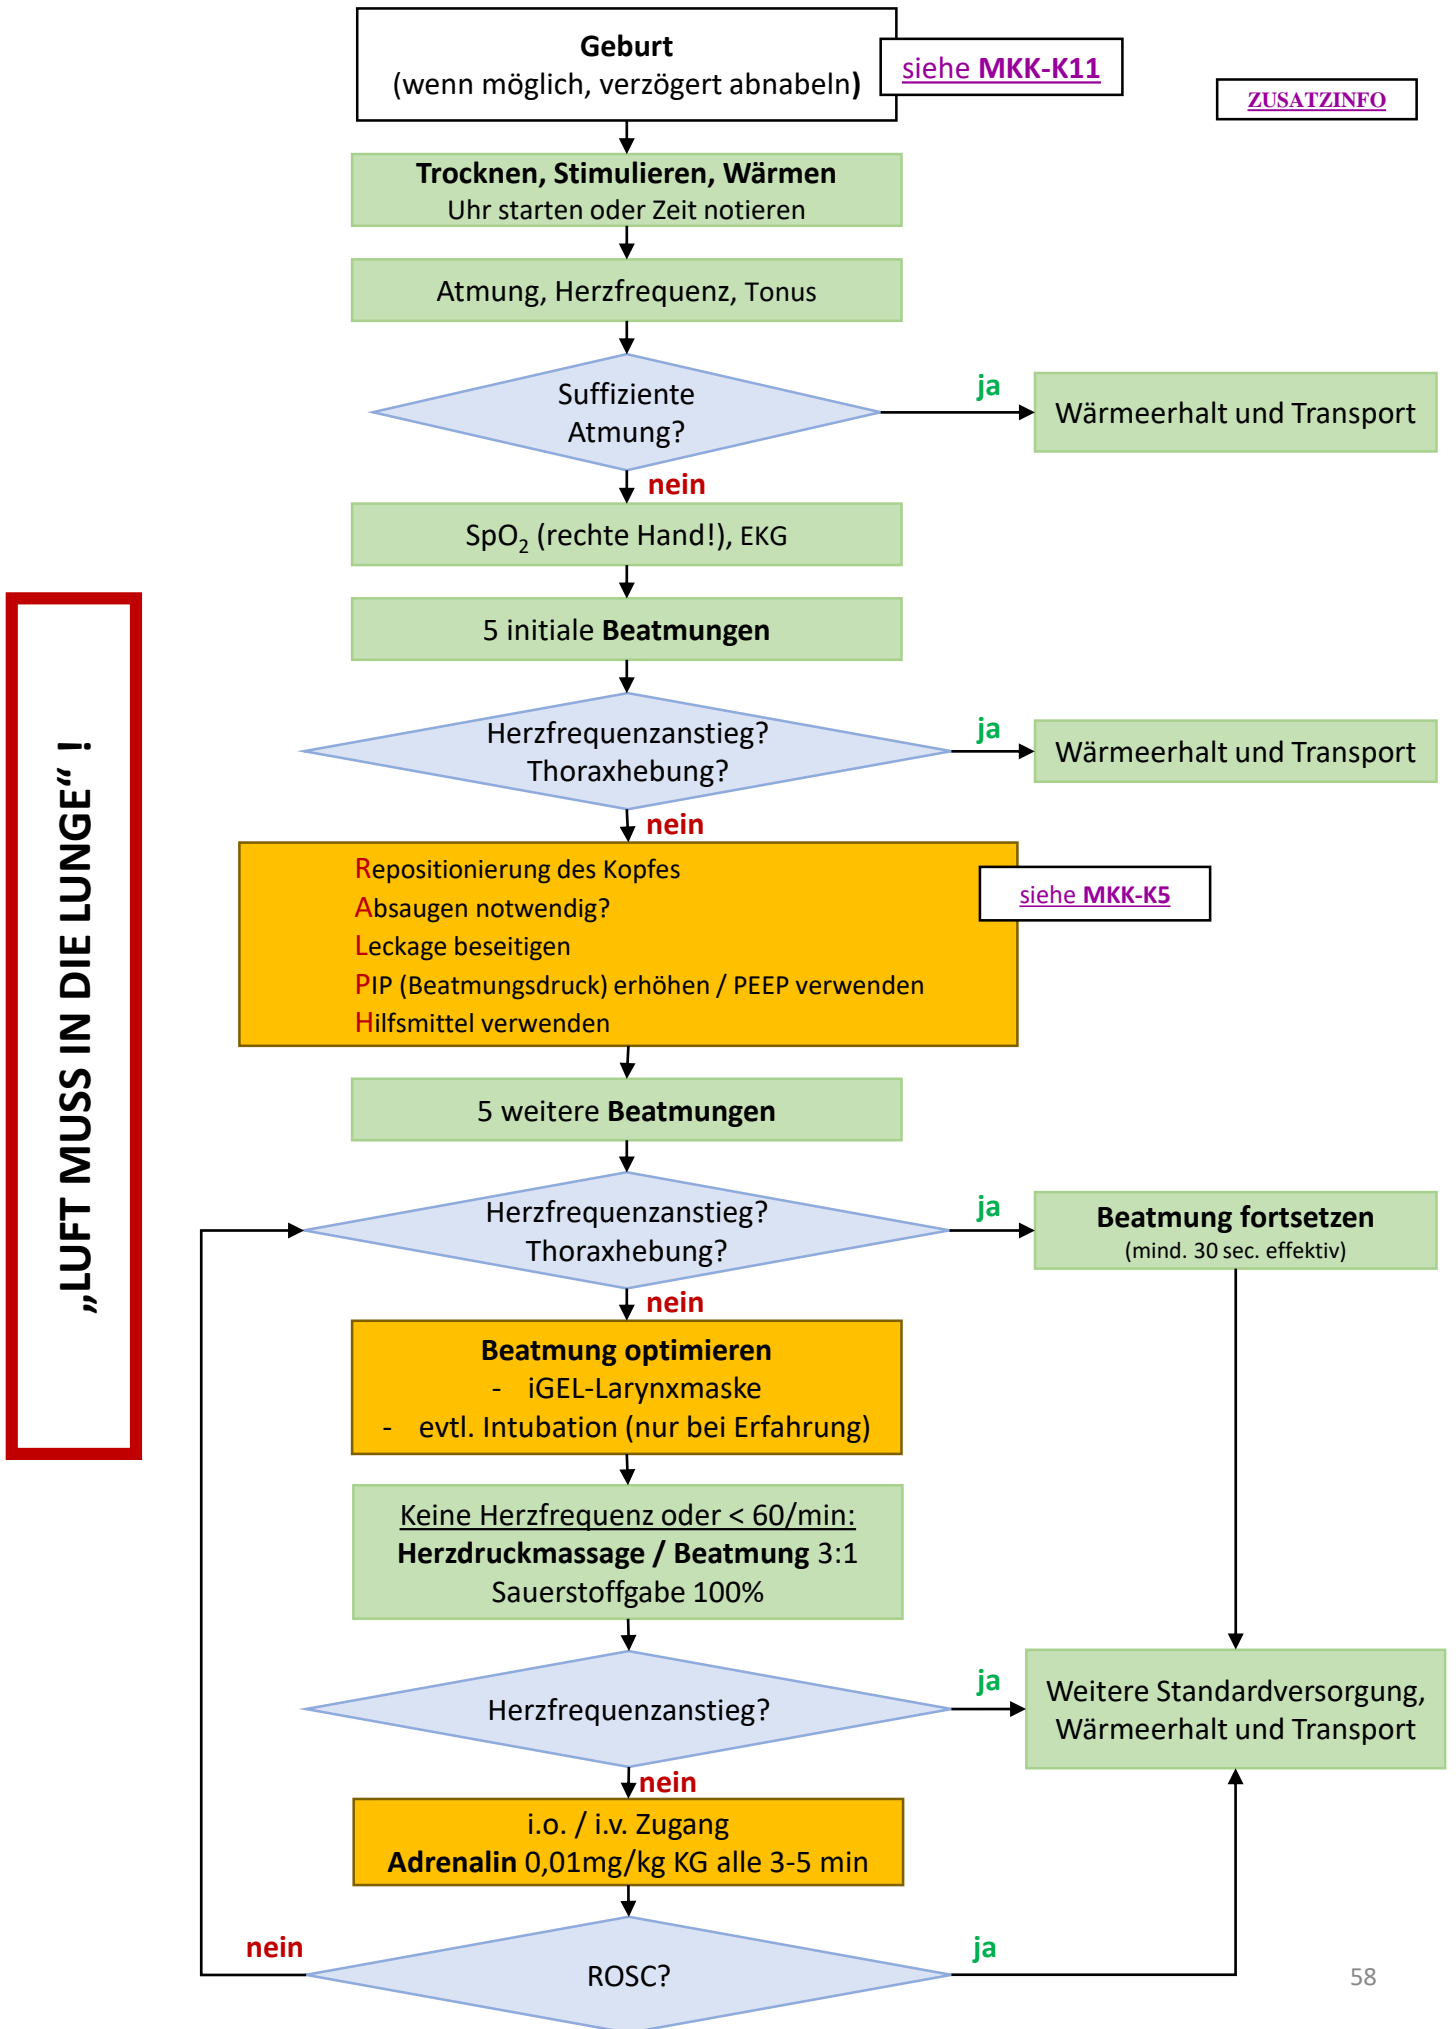 Geburt
(wenn möglich, verzögert abnabeln)
siehe MKK-K11
ZUSATZINFO
Trocknen, Stimulieren, Wärmen
Uhr starten oder Zeit notieren
Atmung, Herzfrequenz, Tonus
Suffiziente
Atmung?
ja
Wärmeerhalt und Transport
nein
SpO₂ (rechte Hand!), EKG
5 initiale Beatmungen
Herzfrequenzanstieg?
Thoraxhebung?
ja
Wärmeerhalt und Transport
nein
„LUFT MUSS IN DIE LUNGE“ !
Repositionierung des Kopfes
Absaugen notwendig?
Leckage beseitigen
PIP (Beatmungsdruck) erhöhen / PEEP verwenden
Hilfsmittel verwenden
siehe MKK-K5
5 weitere Beatmungen
Herzfrequenzanstieg?
Thoraxhebung?
ja
Beatmung fortsetzen
(mind. 30 sec. effektiv)
nein
Beatmung optimieren
- iGEL-Larynxmaske
- evtl. Intubation (nur bei Erfahrung)
Keine Herzfrequenz oder < 60/min:
Herzdruckmassage / Beatmung 3:1
Sauerstoffgabe 100%
Herzfrequenzanstieg?
ja
Weitere Standardversorgung,
Wärmeerhalt und Transport
nein
i.o. / i.v. Zugang
Adrenalin 0,01mg/kg KG alle 3-5 min
nein
ROSC?
ja
58